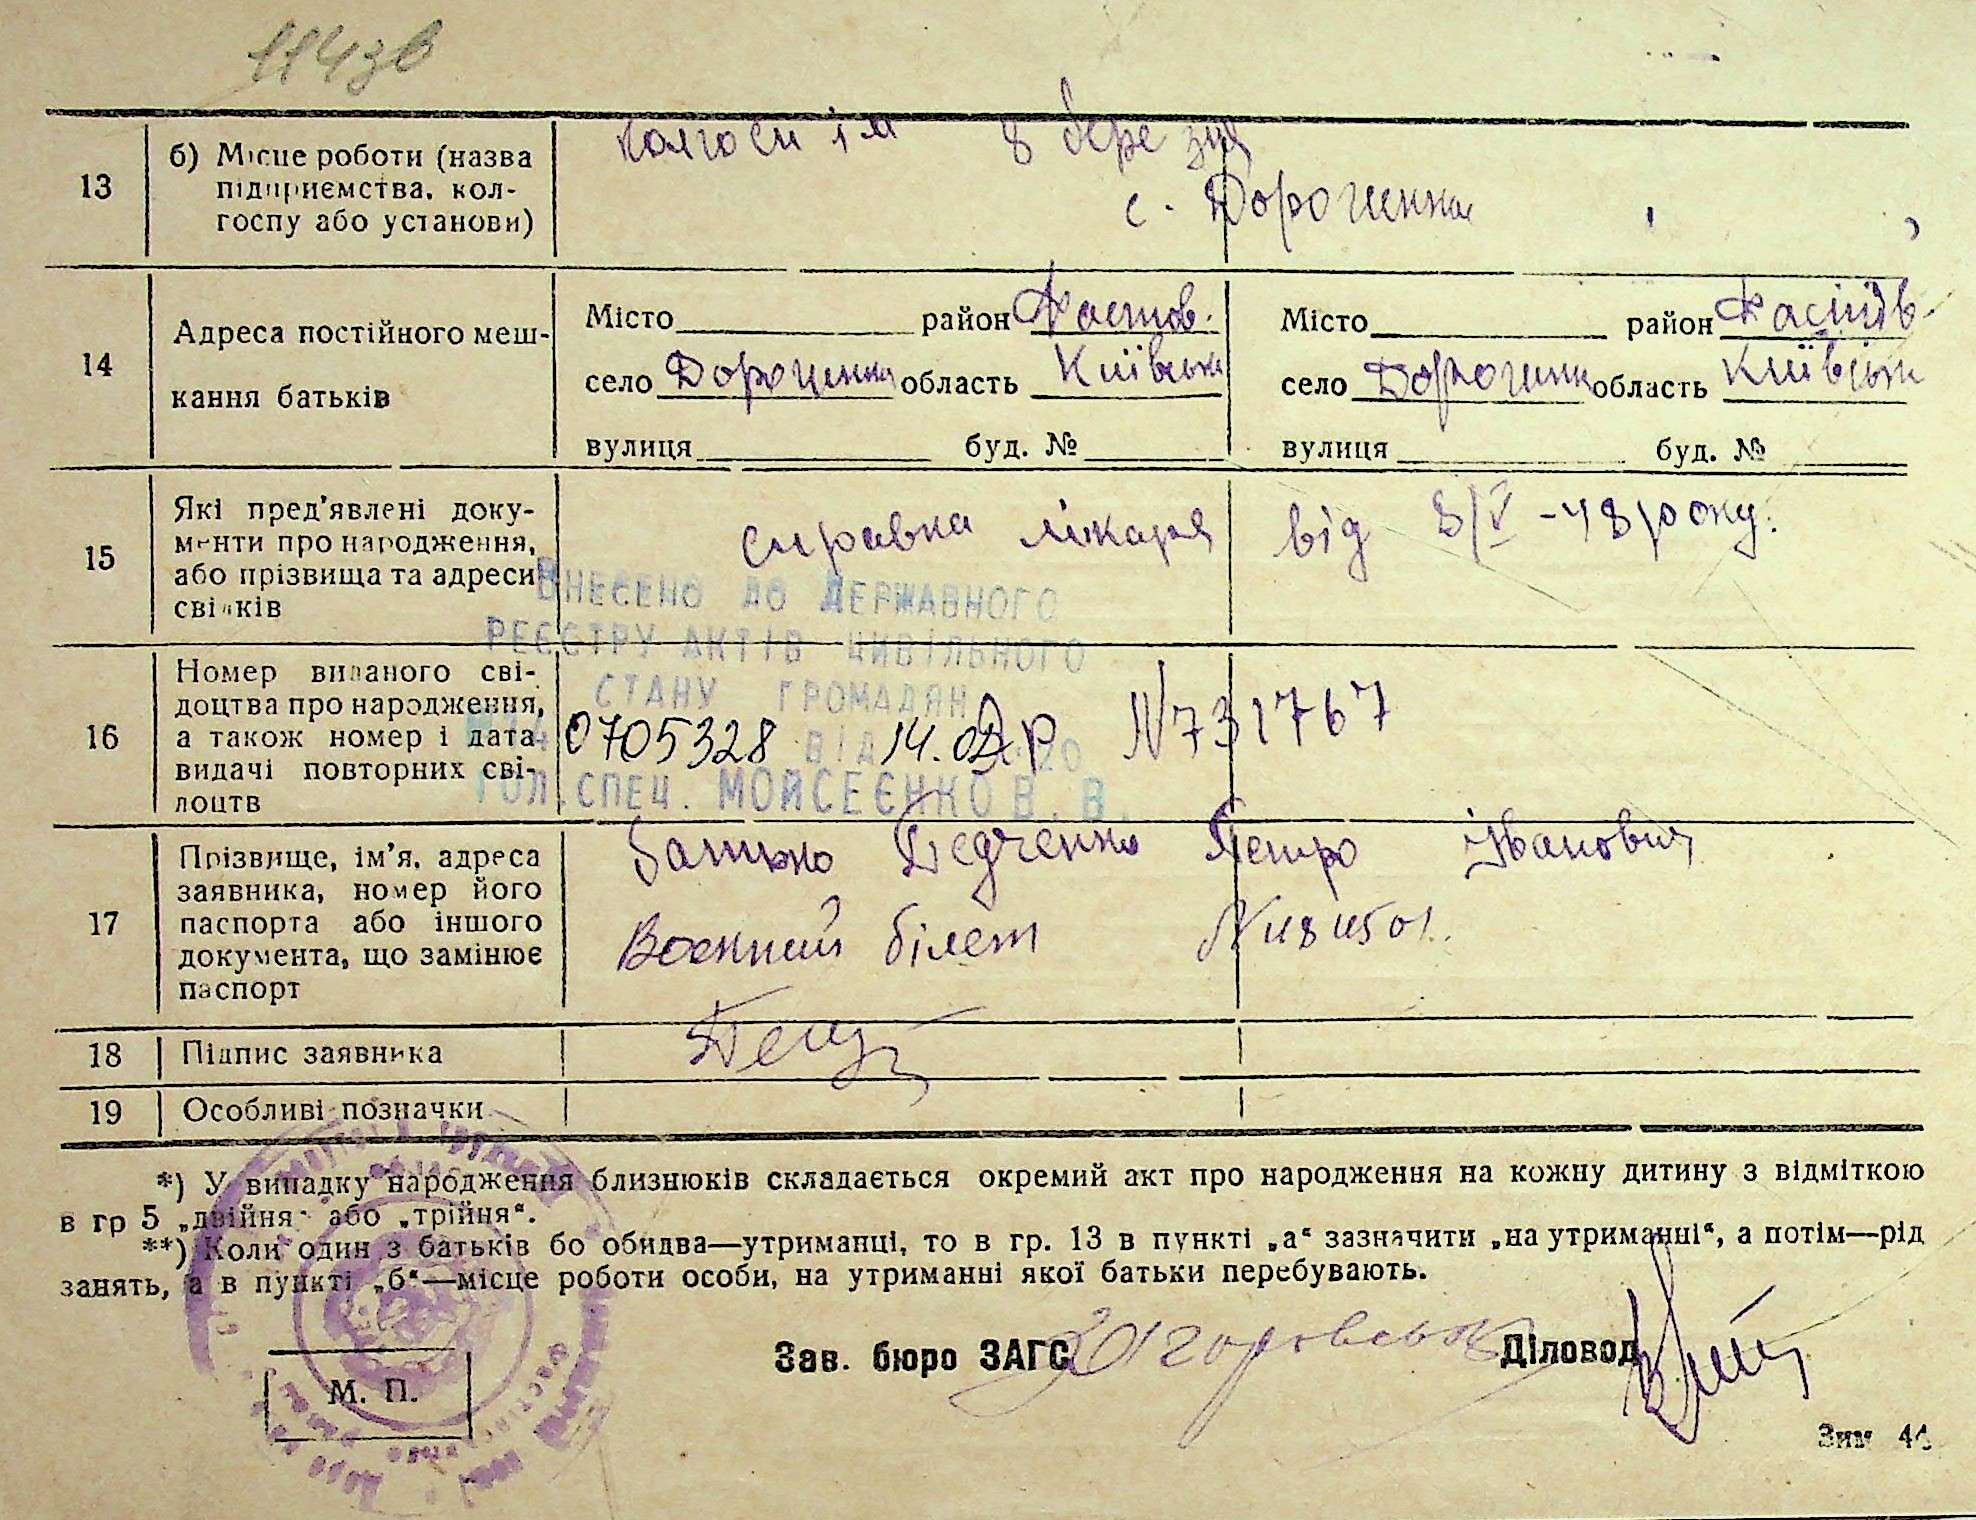 13
б) Місце роботи (назва
підприємства, кол-
госпу або установи)
колгосп ім 8 березня
с. Дорогинка
14
Адреса постійного меш-
кання батьків
Місто район Фастов.
село Дорогинка область Київськ
вулиця буд. №
Місто район Фастів.
село Дорогинк область Київськ
вулиця буд. №
15
Які пред'явлені доку-
менти про народження,
або прізвища та адреси
свідків
справка лікаря від 8/V -48 року.
ВНЕСЕНО ДО ДЕРЖАВНОГО
РЕЄСТРУ АКТІВ ЦИВІЛЬНОГО
СТАНУ ГРОМАДЯН
0705328 ВІД 14.02 20
ГОЛ.СПЕЦ. МОЙСЕЄНКО В. В.
16
Номер виданого сві-
доцтва про народження,
а також номер і дата
видачі повторних сві-
доцтв
№731767
17
Прізвище, ім'я, адреса
заявника, номер його
паспорта або іншого
документа, що замінює
паспорт
батько Петро Іванович
Воєнний білет
18
Підпис заявника
19
Особливі позначки
*) У випадку народження близнюків складається окремий акт про народження на кожну дитину з відміткою
в гр 5 „двійня" або „трійня“.
**) Коли один з батьків бо обидва—утриманці, то в гр. 13 в пункті „а“ зазначити „на утриманні“, а потім—рід
занять, а в пункті „б“—місце роботи особи, на утриманні якої батьки перебувають.
Зав. бюро ЗАГС Діловод
М. П.